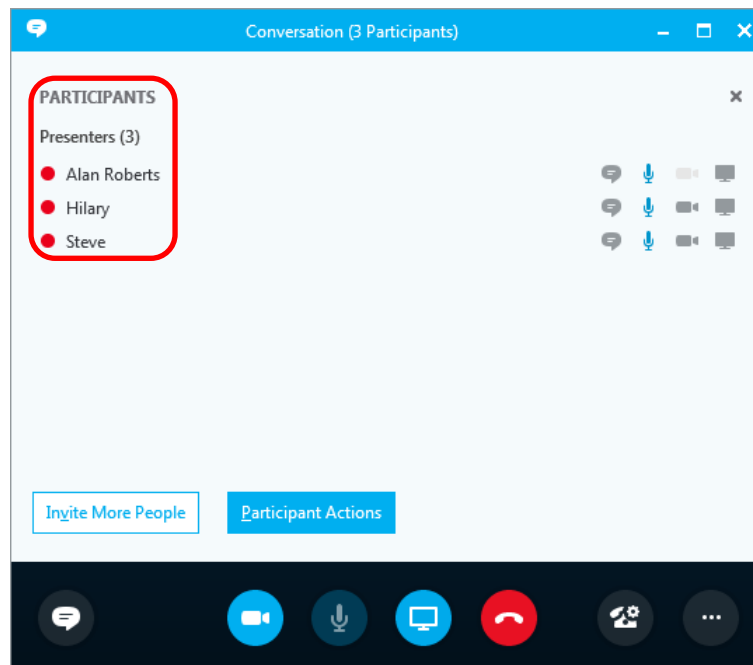 Conversation (3 Participants)
PARTICIPANTS
Presenters (3)
Alan Roberts
Hilary
Steve
Invite More People
Participant Actions